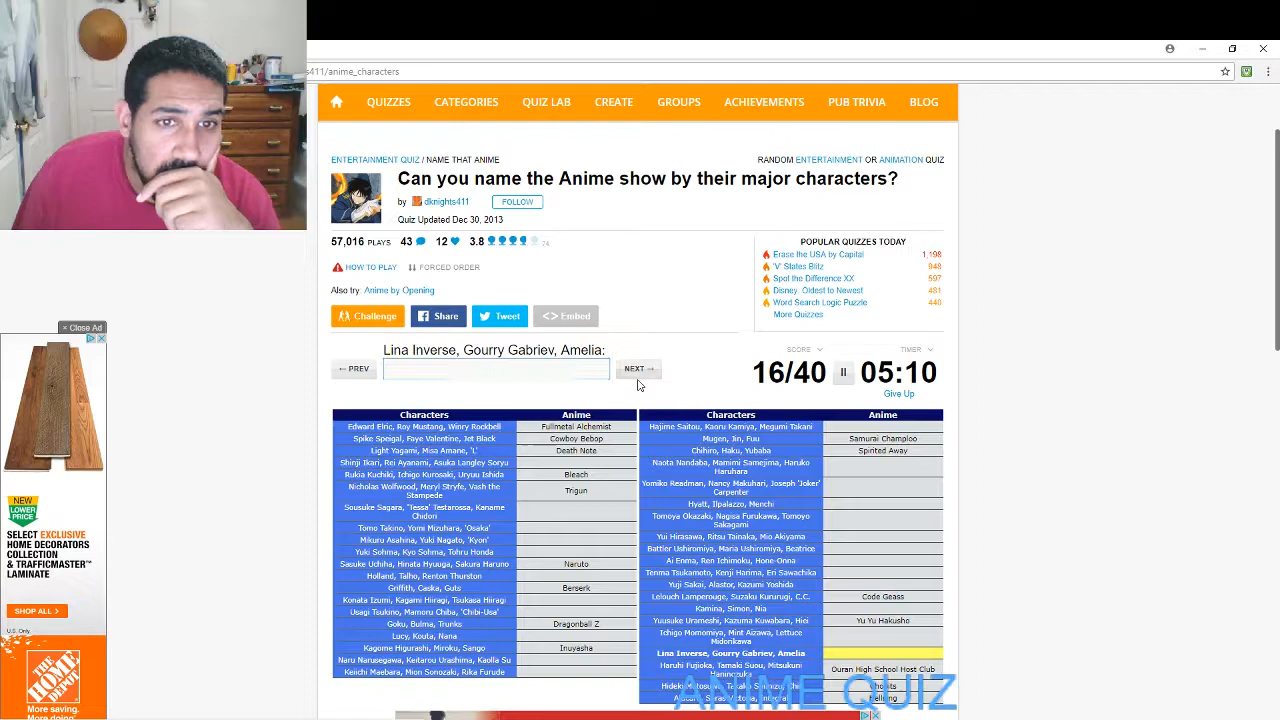 s411/anime_characters
QUIZZES CATEGORIES QUIZ LAB CREATE GROUPS ACHIEVEMENTS PUB TRIVIA BLOG
ENTERTAINMENT QUIZ / NAME THAT ANIME
RANDOM ENTERTAINMENT OR ANIMATION QUIZ
Can you name the Anime show by their major characters?
by dknights411 FOLLOW
Quiz Updated Dec 30, 2013
57,016 PLAYS 43 12 3.8 74
HOW TO PLAY FORCED ORDER
Also try: Anime by Opening
Challenge Share Tweet <> Embed
POPULAR QUIZZES TODAY
Erase the USA by Capital 1,198
'V' States Blitz 948
Spot the Difference XX 597
Disney: Oldest to Newest 481
Word Search Logic Puzzle 440
More Quizzes
Lina Inverse, Gourry Gabriev, Amelia:
← PREV NEXT →
SCORE TIMER
16/40 05:10
Give Up
Characters Anime
Edward Elric, Roy Mustang, Winry Rockbell Fullmetal Alchemist
Spike Speigel, Faye Valentine, Jet Black Cowboy Bebop
Light Yagami, Misa Amane, 'L' Death Note
Shinji Ikari, Rei Ayanami, Asuka Langley Soryu
Rukia Kuchiki, Ichigo Kurosaki, Uryuu Ishida Bleach
Nicholas Wolfwood, Meryl Stryfe, Vash the
Stampede Trigun
Sousuke Sagara, 'Tessa' Testarossa, Kaname
Chidori
Tomo Takino, Yomi Mizuhara, 'Osaka'
Mikuru Asahina, Yuki Nagato, 'Kyon'
Yuki Sohma, Kyo Sohma, Tohru Honda
Sasuke Uchiha, Hinata Hyuuga, Sakura Haruno Naruto
Holland, Talho, Renton Thurston
Griffith, Caska, Guts Berserk
Konata Izumi, Kagami Hiiragi, Tsukasa Hiiragi
Usagi Tsukino, Mamoru Chiba, 'Chibi-Usa'
Goku, Bulma, Trunks Dragonball Z
Lucy, Kouta, Nana
Kagome Higurashi, Miroku, Sango Inuyasha
Naru Narusegawa, Keitarou Urashima, Kaolla Su
Keiichi Maebara, Mion Sonozaki, Rika Furude
Characters Anime
Hajime Saitou, Kaoru Kamiya, Megumi Takani
Mugen, Jin, Fuu Samurai Champloo
Chihiro, Haku, Yubaba Spirited Away
Naota Nandaba, Mamimi Samejima, Haruko
Haruhara
Yomiko Readman, Nancy Makuhari, Joseph 'Joker'
Carpenter
Hyatt, Ilpalazzo, Menchi
Tomoya Okazaki, Nagisa Furukawa, Tomoyo
Sakagami
Yui Hirasawa, Ritsu Tainaka, Mio Akiyama
Battler Ushiromiya, Maria Ushiromiya, Beatrice
Ai Enma, Ren Ichimoku, Hone-Onna
Tenma Tsukamoto, Kenji Harima, Eri Sawachika
Yuji Sakai, Alastor, Kazumi Yoshida
Lelouch Lamperouge, Suzaku Kururugi, C.C. Code Geass
Kamina, Simon, Nia
Yuusuke Urameshi, Kazuma Kuwabara, Hiei Yu Yu Hakusho
Ichigo Momomiya, Mint Aizawa, Lettuce
Midorikawa
Lina Inverse, Gourry Gabriev, Amelia
Haruhi Fujioka, Tamaki Suou, Mitsukuni Ouran High School Host Club
ANIME QUIZ
× Close Ad
NEW
LOWER
PRICE
SELECT EXCLUSIVE
HOME DECORATORS
COLLECTION
& TRAFFICMASTER™
LAMINATE
SHOP ALL >
U.S. Only.
THE
HOME
DEPOT
More saving.
More doing.